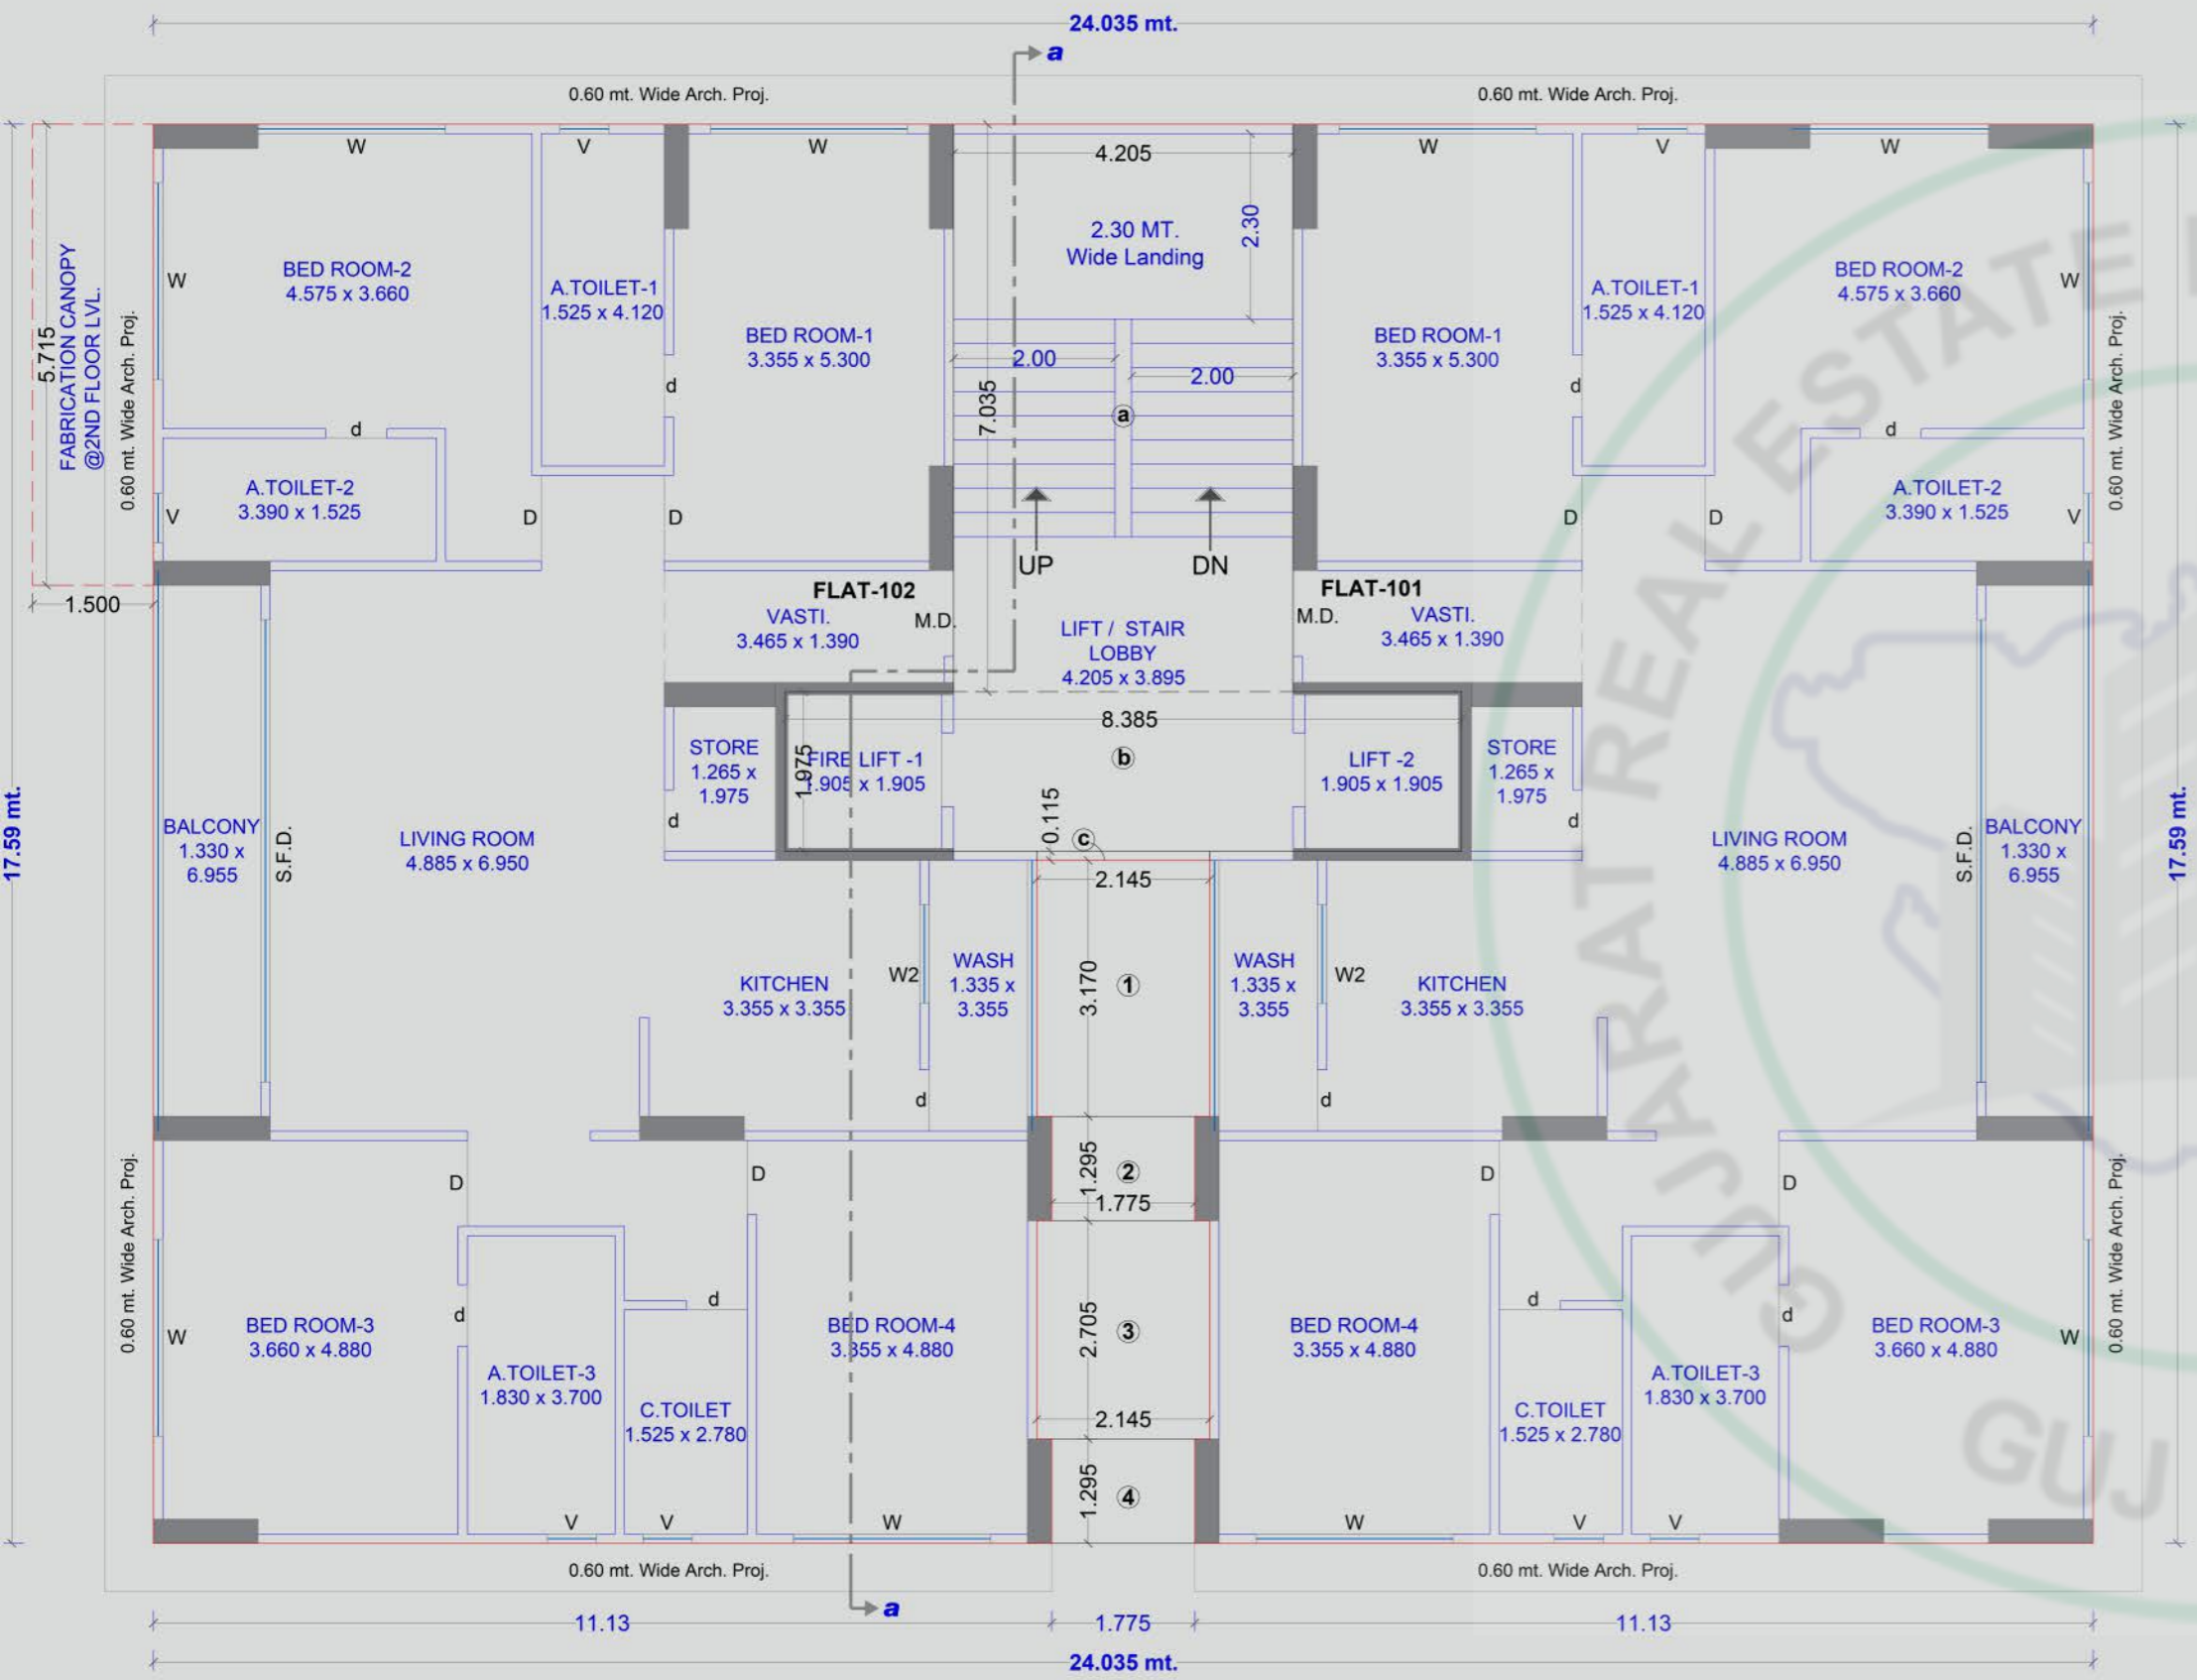 24.035 mt.
a
0.60 mt. Wide Arch. Proj.
0.60 mt. Wide Arch. Proj.
W
V
W
4.205
W
V
W
2.30 MT.
Wide Landing
2.30
BED ROOM-2
4.575 x 3.660
W
A.TOILET-1
1.525 x 4.120
BED ROOM-1
3.355 x 5.300
BED ROOM-1
3.355 x 5.300
A.TOILET-1
1.525 x 4.120
BED ROOM-2
4.575 x 3.660
W
5.715
FABRICATION CANOPY
@2ND FLOOR LVL.
0.60 mt. Wide Arch. Proj.
0.60 mt. Wide Arch. Proj.
2.00
2.00
7.035
a
d
d
d
d
A.TOILET-2
3.390 x 1.525
V
D
D
D
D
A.TOILET-2
3.390 x 1.525
V
UP
DN
1.500
FLAT-102
VASTI.
3.465 x 1.390
M.D.
LIFT / STAIR
LOBBY
4.205 x 3.895
FLAT-101
M.D.
VASTI.
3.465 x 1.390
8.385
b
STORE
1.265 x
1.975
d
1.975
FIRE LIFT -1
1.905 x 1.905
LIFT -2
1.905 x 1.905
STORE
1.265 x
1.975
d
0.115
c
17.59 mt.
BALCONY
1.330 x
6.955
S.F.D.
LIVING ROOM
4.885 x 6.950
LIVING ROOM
4.885 x 6.950
S.F.D.
BALCONY
1.330 x
6.955
17.59 mt.
2.145
KITCHEN
3.355 x 3.355
W2
WASH
1.335 x
3.355
3.170
1
WASH
1.335 x
3.355
W2
KITCHEN
3.355 x 3.355
d
d
D
D
1.295
2
1.775
D
D
0.60 mt. Wide Arch. Proj.
0.60 mt. Wide Arch. Proj.
W
BED ROOM-3
3.660 x 4.880
d
A.TOILET-3
1.830 x 3.700
d
C.TOILET
1.525 x 2.780
BED ROOM-4
3.355 x 4.880
2.705
3
2.145
BED ROOM-4
3.355 x 4.880
d
C.TOILET
1.525 x 2.780
A.TOILET-3
1.830 x 3.700
d
BED ROOM-3
3.660 x 4.880
W
1.295
4
V
V
W
W
V
V
0.60 mt. Wide Arch. Proj.
0.60 mt. Wide Arch. Proj.
a
11.13
1.775
11.13
24.035 mt.
GUJARAT REAL ESTATE
GUJ